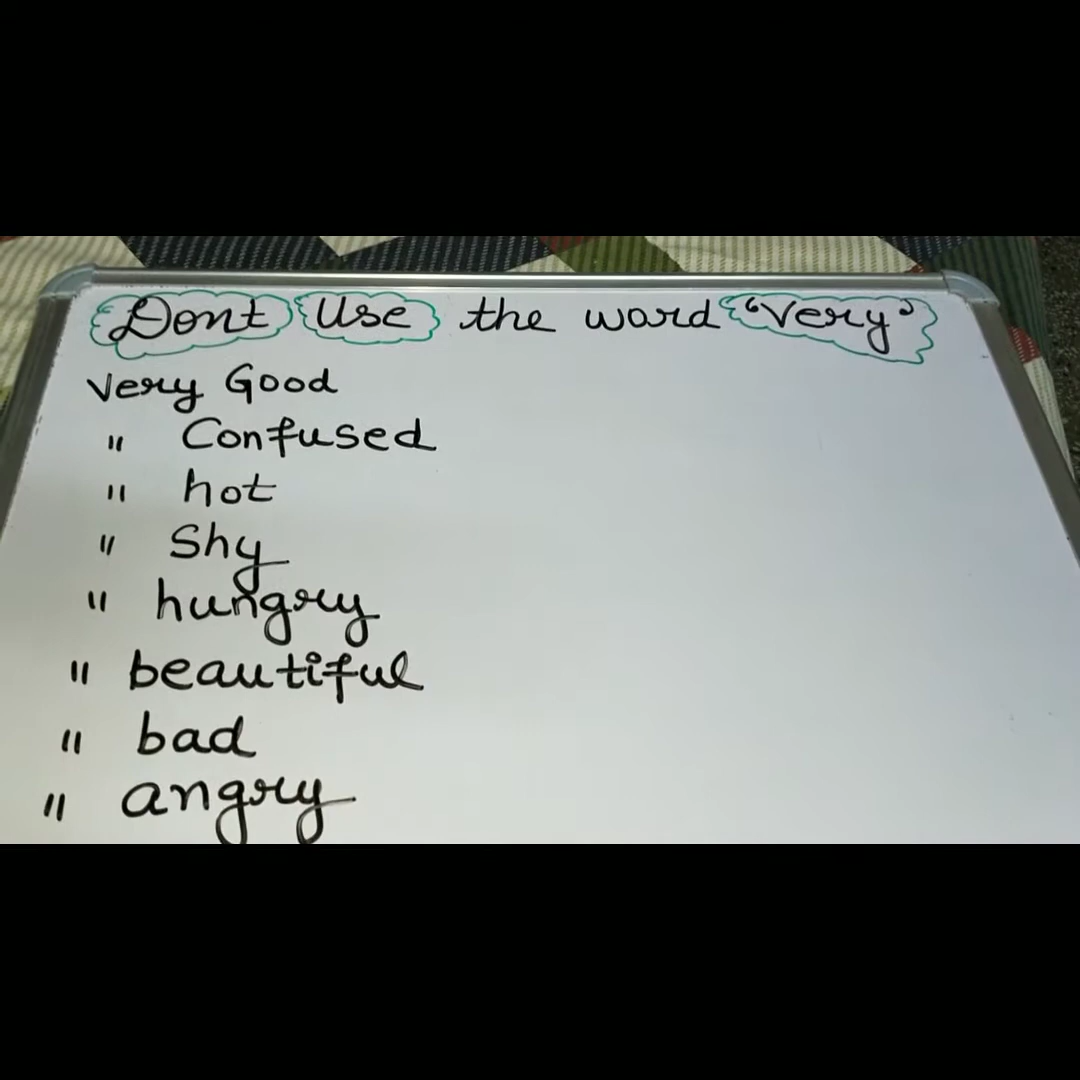 Dont Use the word “Very”
Very Good
" Confused
" hot
" Shy
" hungry
" beautiful
" bad
" angry